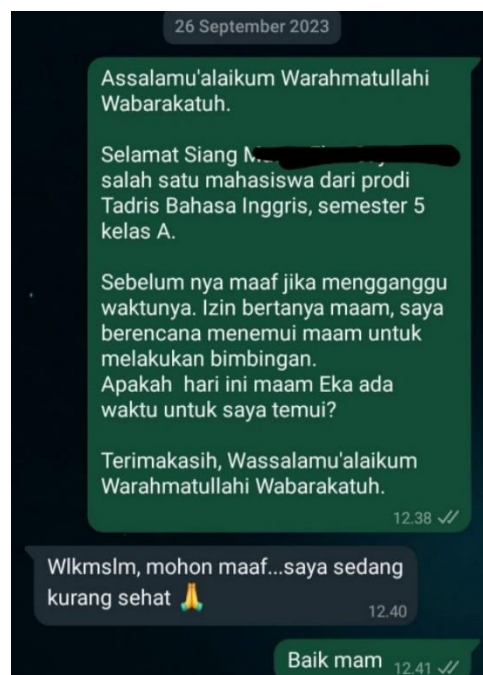 26 September 2023
Assalamu'alaikum Warahmatullahi
Wabarakatuh.
Selamat Siang
salah satu mahasiswa dari prodi
Tadris Bahasa Inggris, semester 5
kelas A.
Sebelum nya maaf jika mengganggu
waktunya. Izin bertanya maam, saya
berencana menemui maam untuk
melakukan bimbingan.
Apakah hari ini maam Eka ada
waktu untuk saya temui?
Terimakasih, Wassalamu'alaikum
Warahmatullahi Wabarakatuh.
12.38
Wlkmslm, mohon maaf...saya sedang
kurang sehat 🙏
12.40
Baik mam 12.41